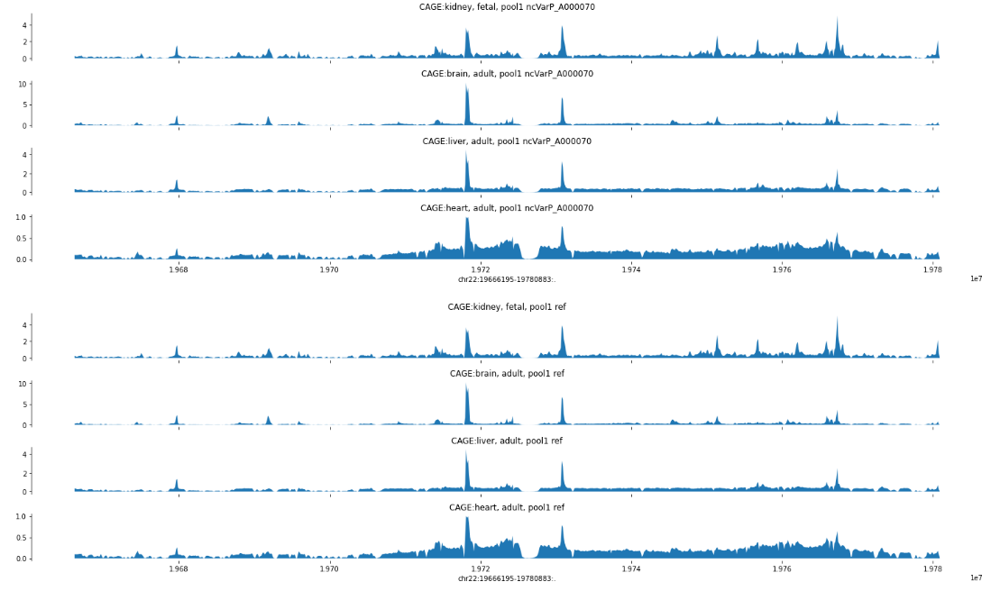 CAGE:kidney, fetal, pool1 ncVarP_A000070
4
2
0
CAGE:brain, adult, pool1 ncVarP_A000070
10
5
0
CAGE:liver, adult, pool1 ncVarP_A000070
4
2
0
CAGE:heart, adult, pool1 ncVarP_A000070
1.0
0.5
0.0
1.968 1.970 1.972 1.974 1.976 1.978
chr22:19666195-19780883:. 1e7
CAGE:kidney, fetal, pool1 ref
4
2
0
CAGE:brain, adult, pool1 ref
10
5
0
CAGE:liver, adult, pool1 ref
4
2
0
CAGE:heart, adult, pool1 ref
1.0
0.5
0.0
1.968 1.970 1.972 1.974 1.976 1.978
chr22:19666195-19780883:. 1e7